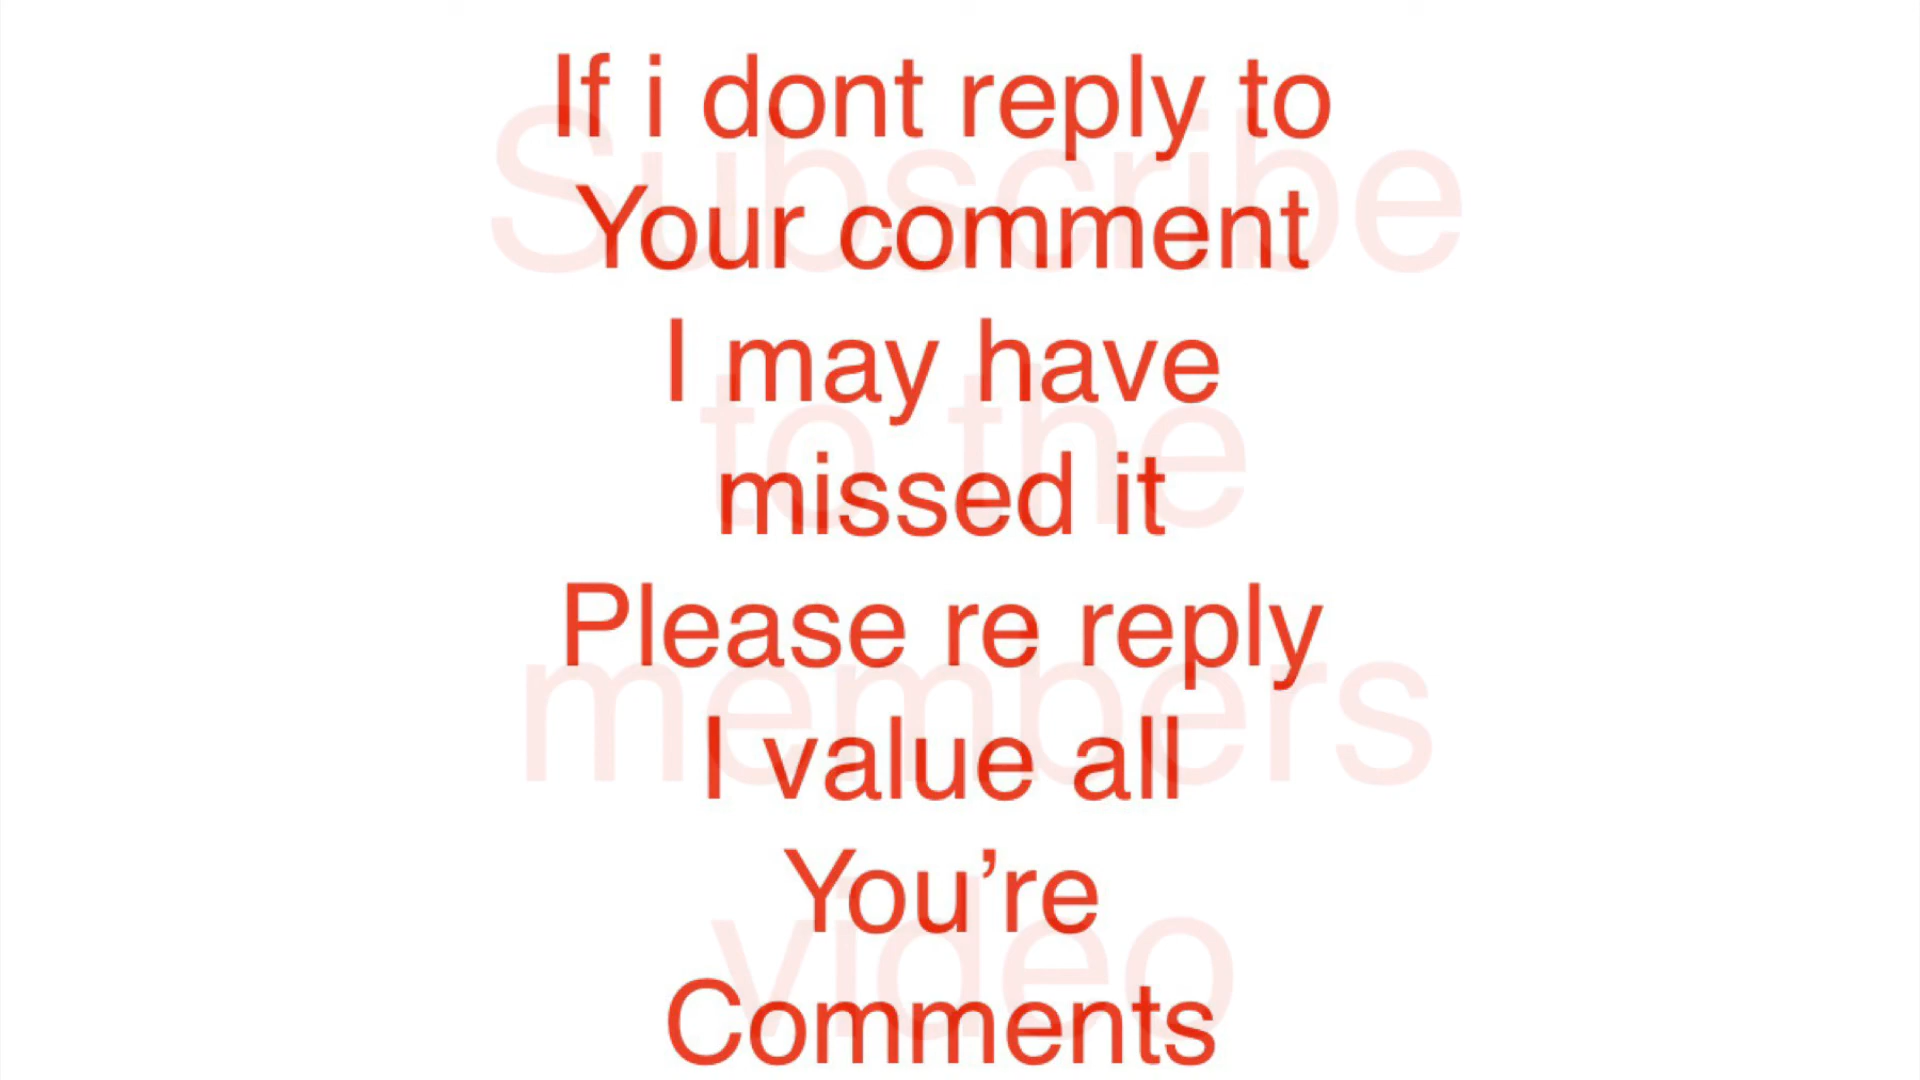 If i dont reply to
Your comment
I may have
missed it
Please re reply
I value all
You’re
Comments
Subscribe
to the
members
video